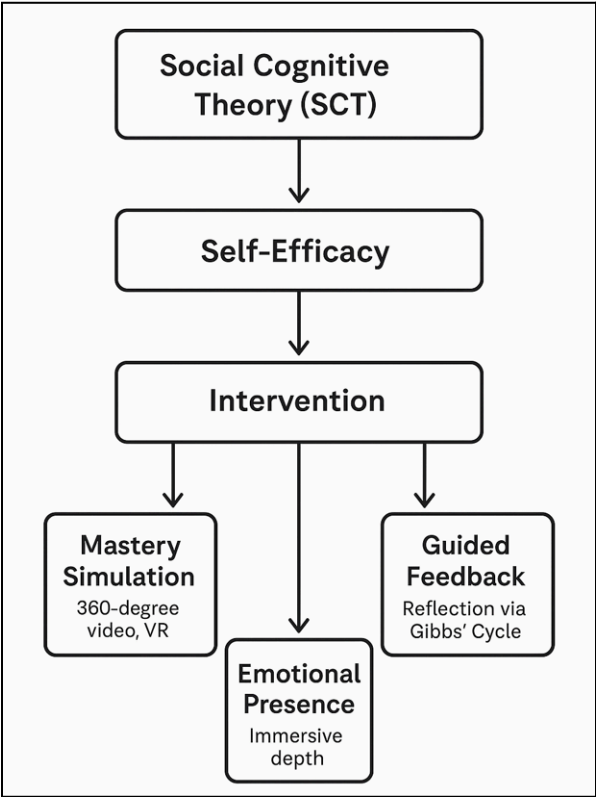 Social Cognitive
Theory (SCT)
Self-Efficacy
Intervention
Mastery
Simulation
360-degree
video, VR
Guided
Feedback
Reflection via
Gibbs’ Cycle
Emotional
Presence
Immersive
depth